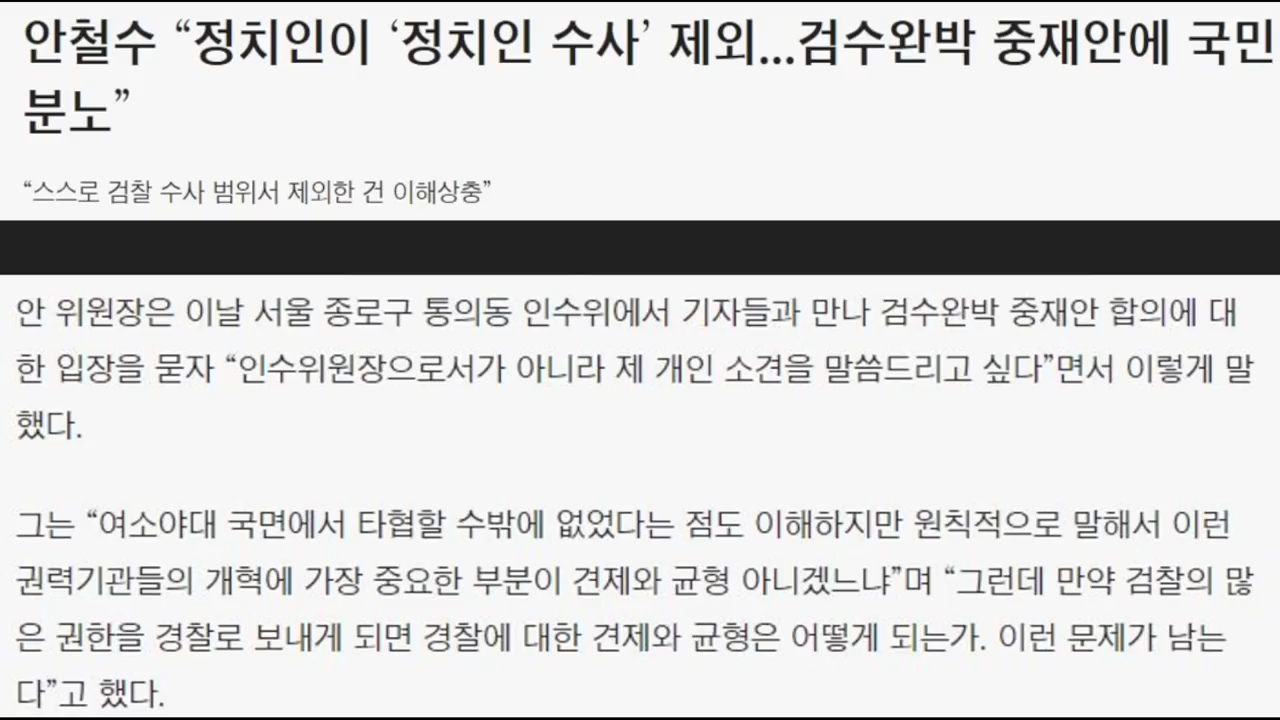 안철수 “정치인이 ‘정치인 수사’ 제외...검수완박 중재안에 국민
분노”
“스스로 검찰 수사 범위서 제외한 건 이해상충”
안 위원장은 이날 서울 종로구 통의동 인수위에서 기자들과 만나 검수완박 중재안 합의에 대
한 입장을 묻자 “인수위원장으로서가 아니라 제 개인 소견을 말씀드리고 싶다”면서 이렇게 말
했다.
그는 “여소야대 국면에서 타협할 수밖에 없었다는 점도 이해하지만 원칙적으로 말해서 이런
권력기관들의 개혁에 가장 중요한 부분이 견제와 균형 아니겠느냐”며 “그런데 만약 검찰의 많
은 권한을 경찰로 보내게 되면 경찰에 대한 견제와 균형은 어떻게 되는가. 이런 문제가 남는
다”고 했다.